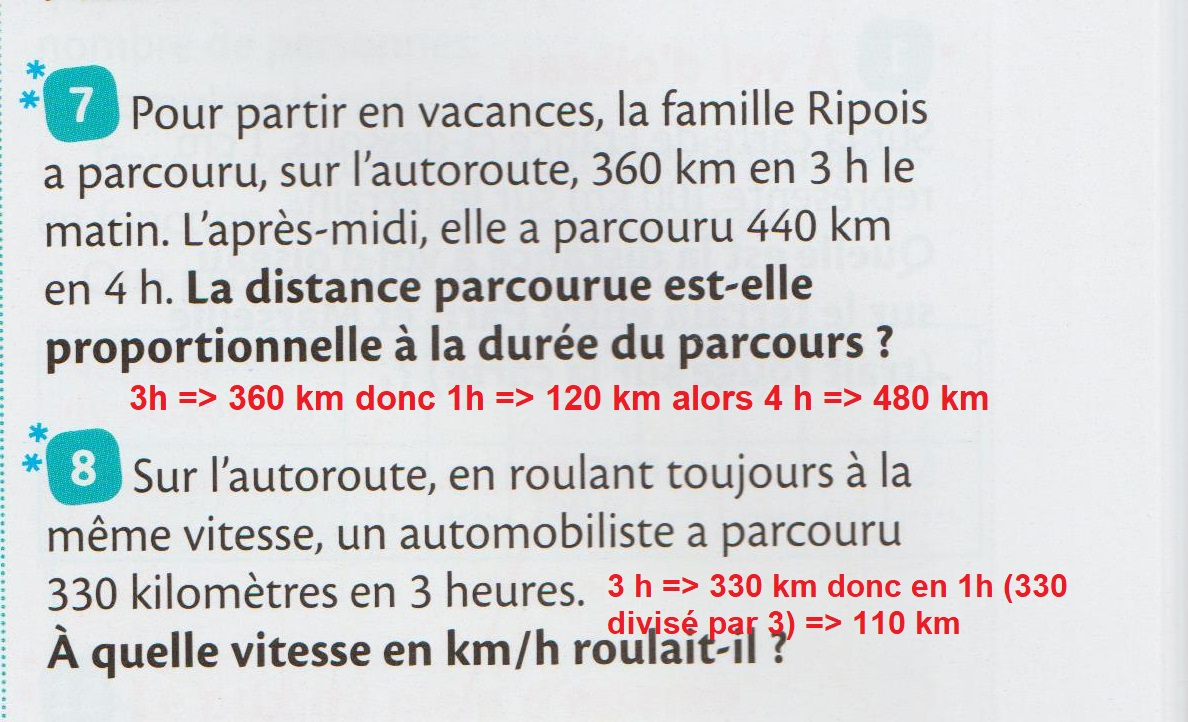 7 Pour partir en vacances, la famille Ripois
a parcouru, sur l'autoroute, 360 km en 3 h le
matin. L'après-midi, elle a parcouru 440 km
en 4 h. La distance parcourue est-elle
proportionnelle à la durée du parcours ?
3h => 360 km donc 1h => 120 km alors 4 h => 480 km
8 Sur l'autoroute, en roulant toujours à la
même vitesse, un automobiliste a parcouru
330 kilomètres en 3 heures.
3 h => 330 km donc en 1h (330
divisé par 3) => 110 km
À quelle vitesse en km/h roulait-il ?